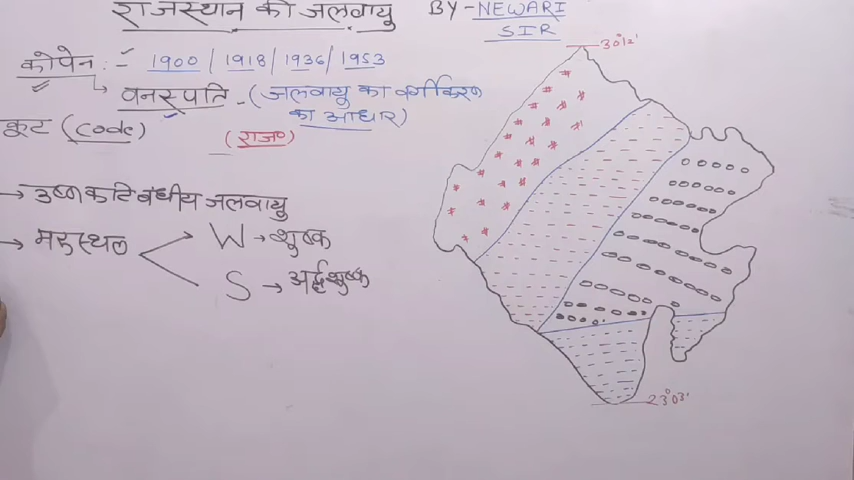 राजस्थान की जलवायु BY-NEWARI SIR
कोपेन :- 1900 / 1918 / 1936 / 1953
वनस्पति - (जलवायु का वर्गीकरण का आधार)
कूट (Code)
(राज०)
→ उष्णकटिबंधीय जलवायु
→ मरुस्थल
W → शुष्क
S → अर्द्धशुष्क
30°12'
23°03'